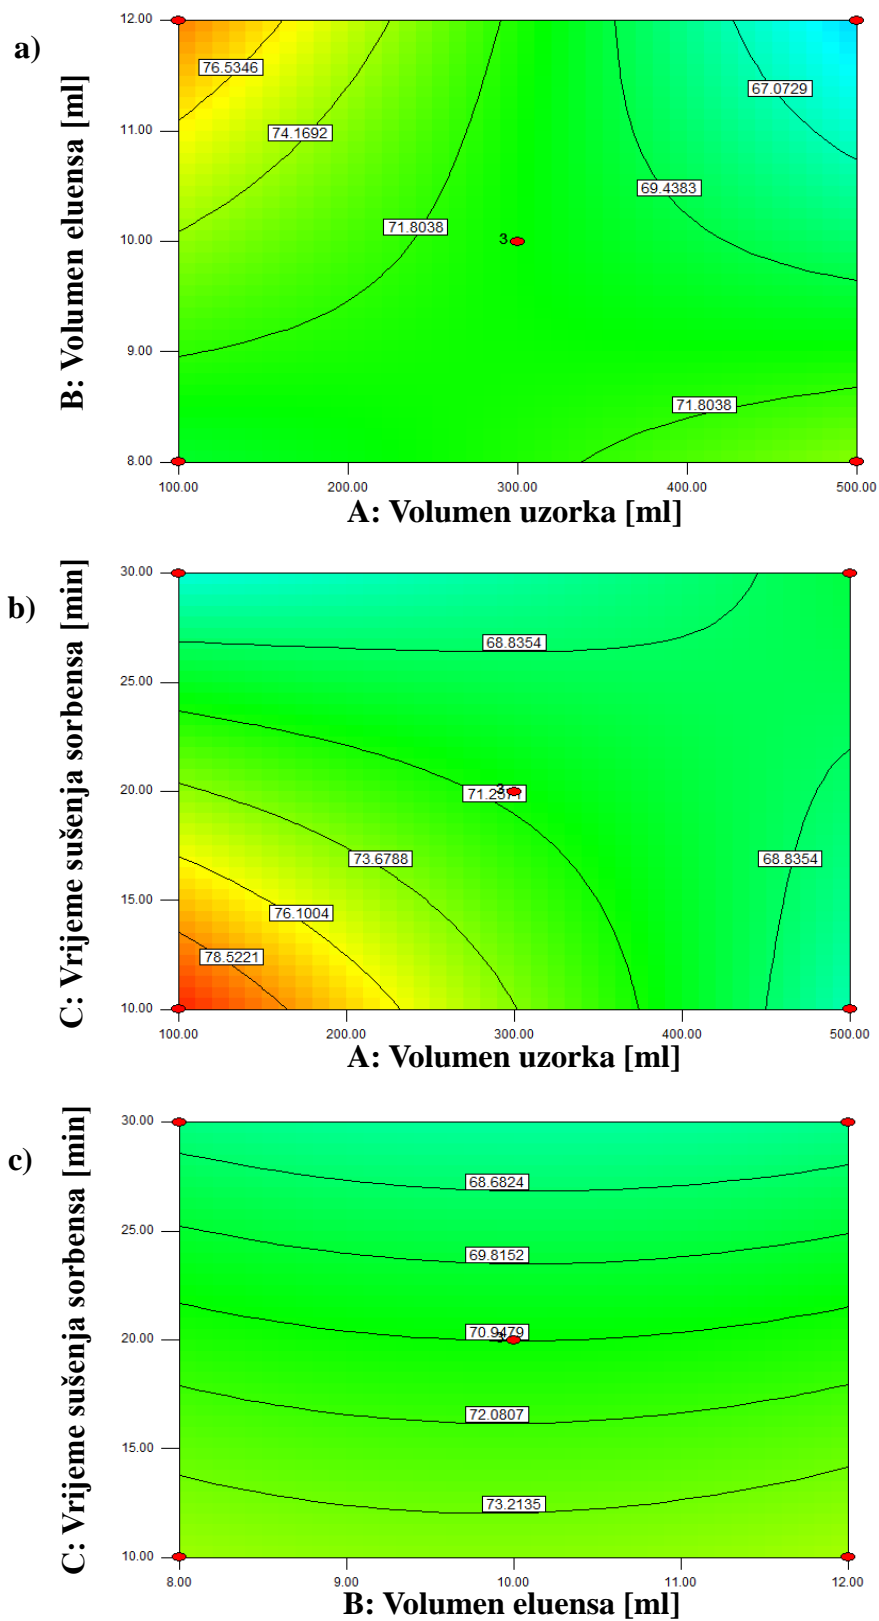 a)
B: Volumen eluensa [ml]
12.00
11.00
10.00
9.00
8.00
76.5346
74.1692
71.8038
67.0729
69.4383
3
71.8038
100.00 200.00 300.00 400.00 500.00
A: Volumen uzorka [ml]
b)
C: Vrijeme sušenja sorbensa [min]
30.00
25.00
20.00
15.00
10.00
68.8354
3
73.6788
68.8354
76.1004
78.5221
100.00 200.00 300.00 400.00 500.00
A: Volumen uzorka [ml]
c)
C: Vrijeme sušenja sorbensa [min]
30.00
25.00
20.00
15.00
10.00
68.6824
69.8152
70.9479
3
72.0807
73.2135
8.00 9.00 10.00 11.00 12.00
B: Volumen eluensa [ml]